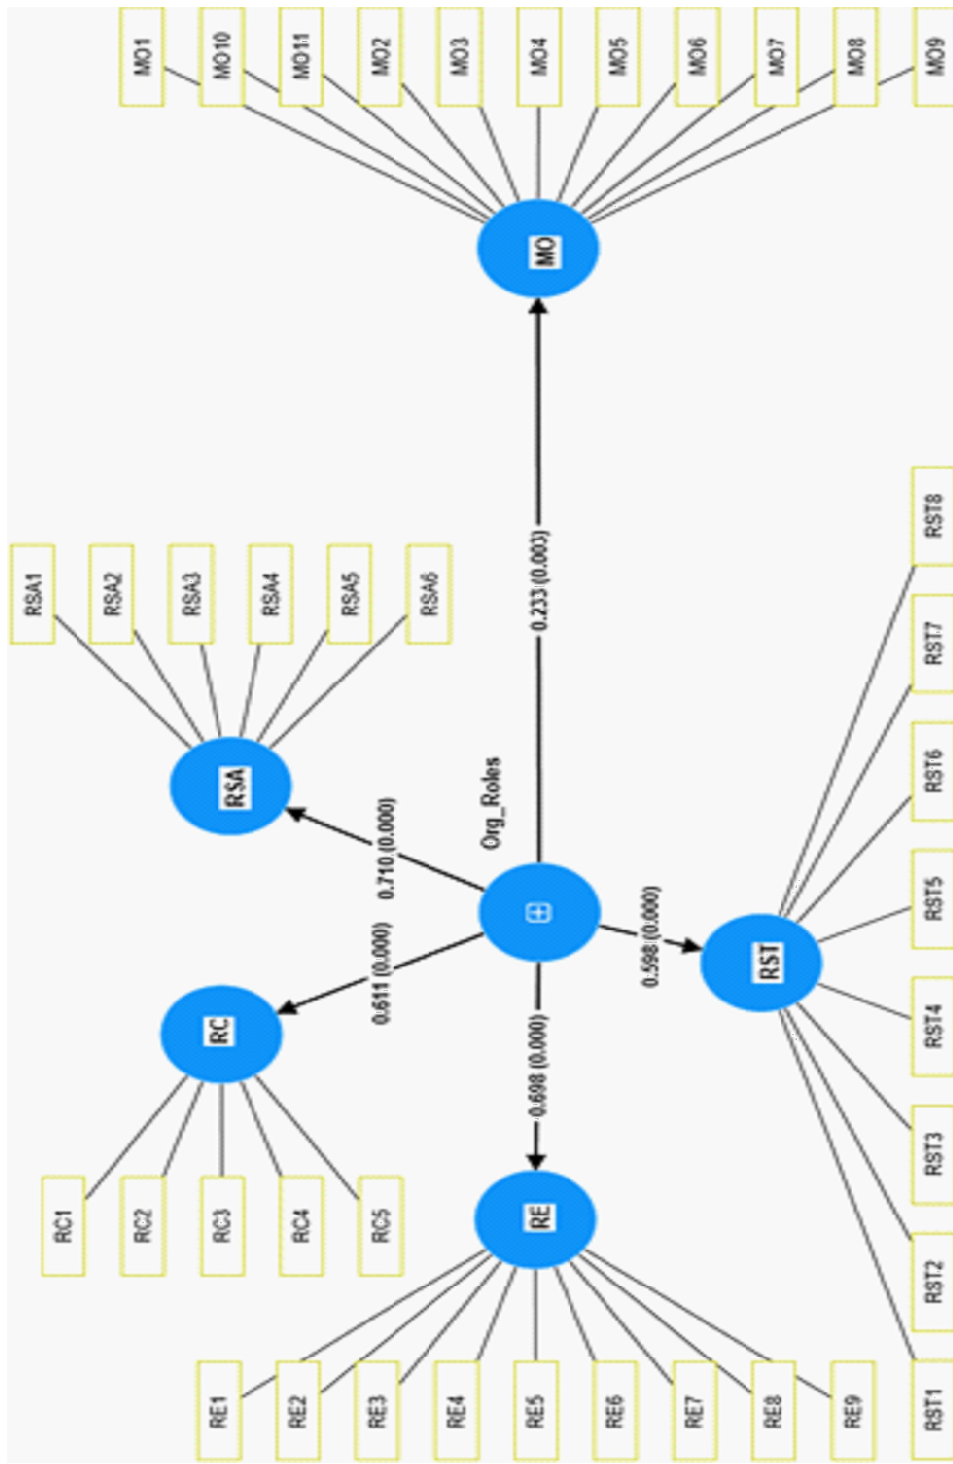 RSA1
RSA2
RSA3
RSA4
RSA5
RSA6
RSA
RC1
RC2
RC3
RC4
RC5
RC
0.611 (0.000)
0.710 (0.000)
Org_Roles
RE1
RE2
RE3
RE4
RE5
RE6
RE7
RE8
RE9
RE
0.698 (0.000)
0.233 (0.003)
MO
MO1
MO10
MO11
MO2
MO3
MO4
MO5
MO6
MO7
MO8
MO9
0.598 (0.000)
RST
RST1
RST2
RST3
RST4
RST5
RST6
RST7
RST8